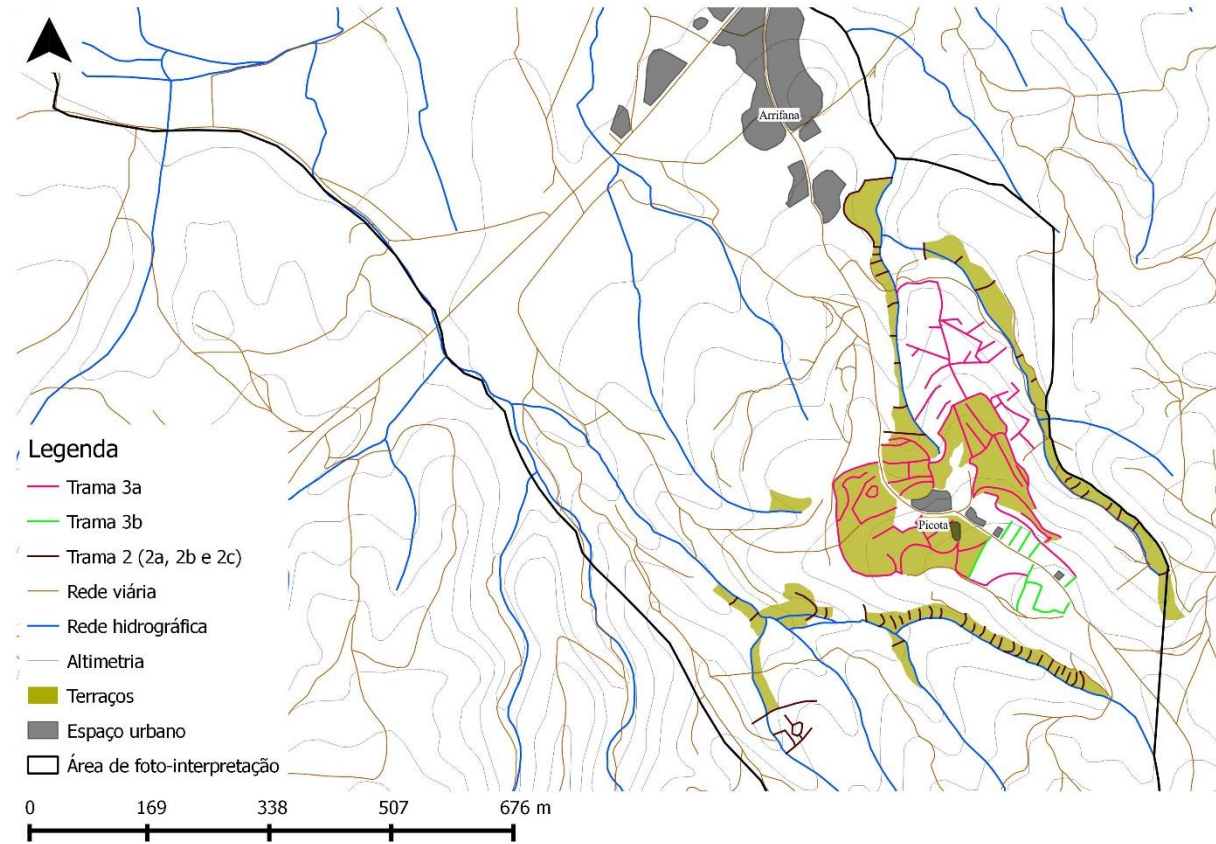 Arrifana
Picota
Legenda
Trama 3a
Trama 3b
Trama 2 (2a, 2b e 2c)
Rede viária
Rede hidrográfica
Altimetria
Terraços
Espaço urbano
Área de foto-interpretação
0 169 338 507 676 m